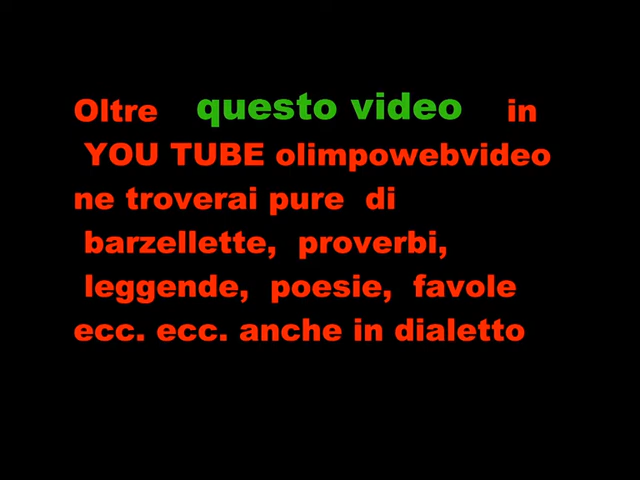 Oltre questo video in
YOU TUBE olimpowebvideo
ne troverai pure di
barzellette, proverbi,
leggende, poesie, favole
ecc. ecc. anche in dialetto